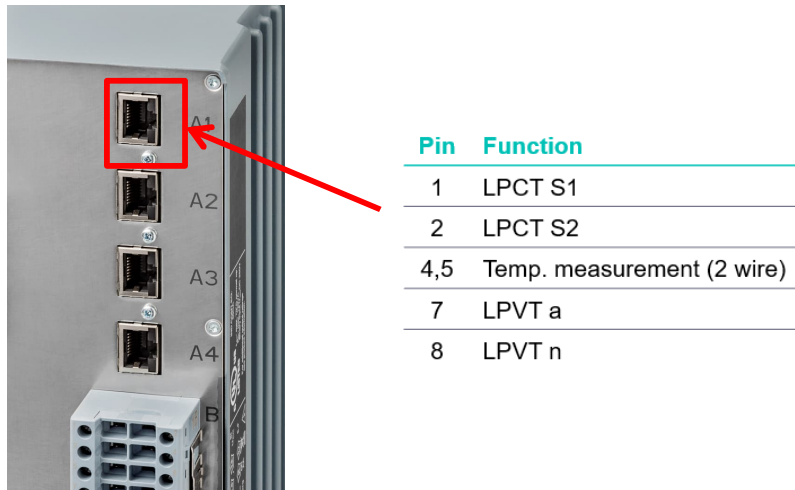 A1
A2
A3
A4
B
Pin Function
1 LPCT S1
2 LPCT S2
4,5 Temp. measurement (2 wire)
7 LPVT a
8 LPVT n